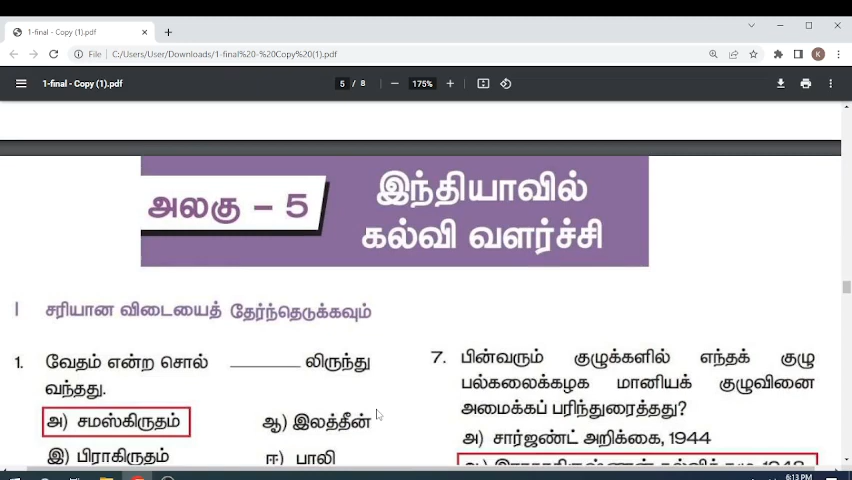 1-final - Copy (1).pdf
File C:/Users/User/Downloads/1-final%20-%20Copy%20(1).pdf
K
1-final - Copy (1).pdf
5 / 8
175%
அலகு – 5
இந்தியாவில்
கல்வி வளர்ச்சி
I சரியான விடையைத் தேர்ந்தெடுக்கவும்
1. வேதம் என்ற சொல் ________ லிருந்து
வந்தது.
அ) சமஸ்கிருதம் ஆ) இலத்தீன்
இ) பிராகிருதம் ஈ) பாலி
7. பின்வரும் குழுக்களில் எந்தக் குழு
பல்கலைக்கழக மானியக் குழுவினை
அமைக்கப் பரிந்துரைத்தது?
அ) சார்ஜண்ட் அறிக்கை, 1944
6:13 PM